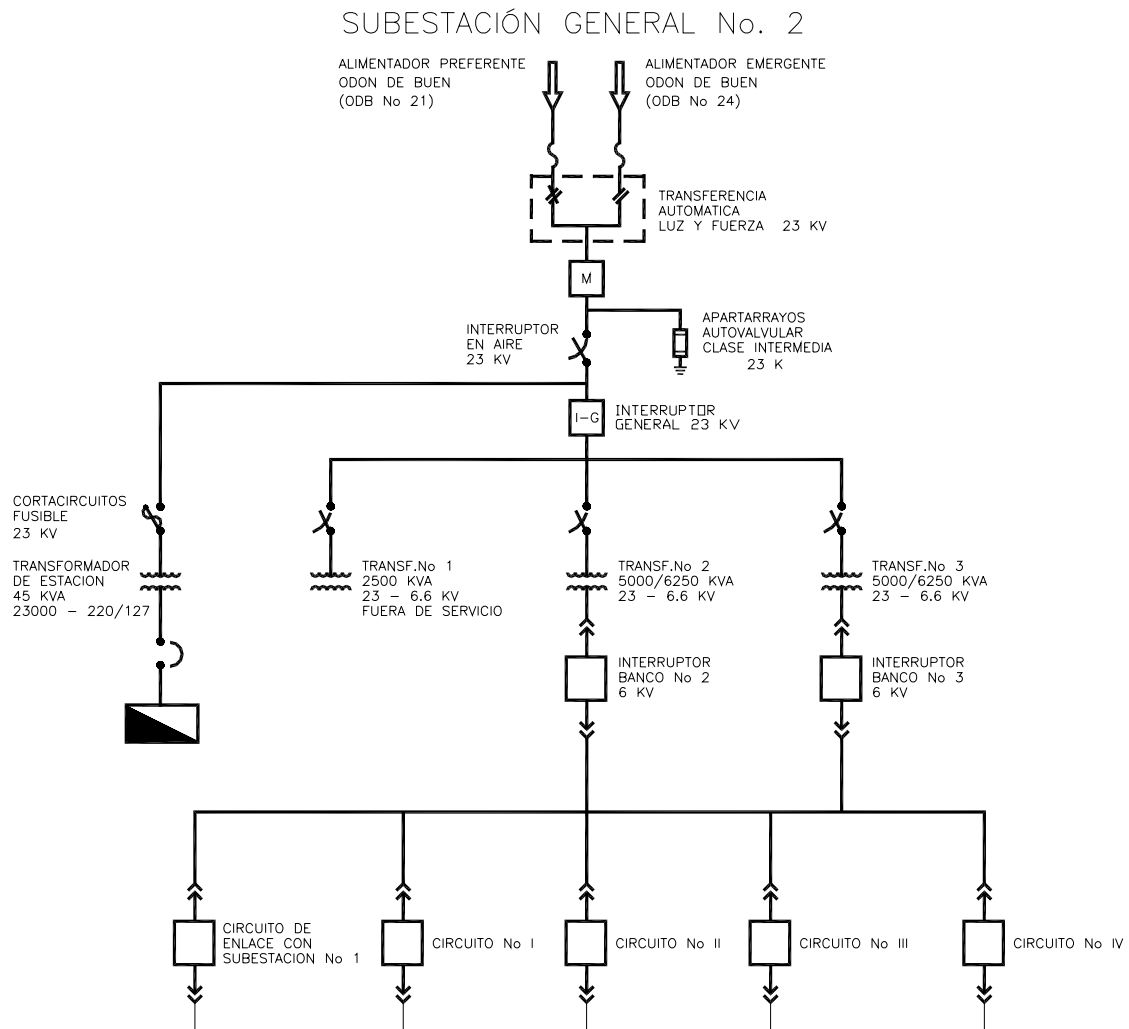 SUBESTACIÓN GENERAL No. 2
ALIMENTADOR PREFERENTE
ODON DE BUEN
(ODB No 21)
ALIMENTADOR EMERGENTE
ODON DE BUEN
(ODB No 24)
TRANSFERENCIA
AUTOMATICA
LUZ Y FUERZA 23 KV
M
INTERRUPTOR
EN AIRE
23 KV
APARTARRAYOS
AUTOVALVULAR
CLASE INTERMEDIA
23 K
I-G
INTERRUPTOR
GENERAL 23 KV
CORTACIRCUITOS
FUSIBLE
23 KV
TRANSFORMADOR
DE ESTACION
45 KVA
23000 - 220/127
TRANSF.No 1
2500 KVA
23 - 6.6 KV
FUERA DE SERVICIO
TRANSF.No 2
5000/6250 KVA
23 - 6.6 KV
TRANSF.No 3
5000/6250 KVA
23 - 6.6 KV
INTERRUPTOR
BANCO No 2
6 KV
INTERRUPTOR
BANCO No 3
6 KV
CIRCUITO DE
ENLACE CON
SUBESTACION No 1
CIRCUITO No I
CIRCUITO No II
CIRCUITO No III
CIRCUITO No IV